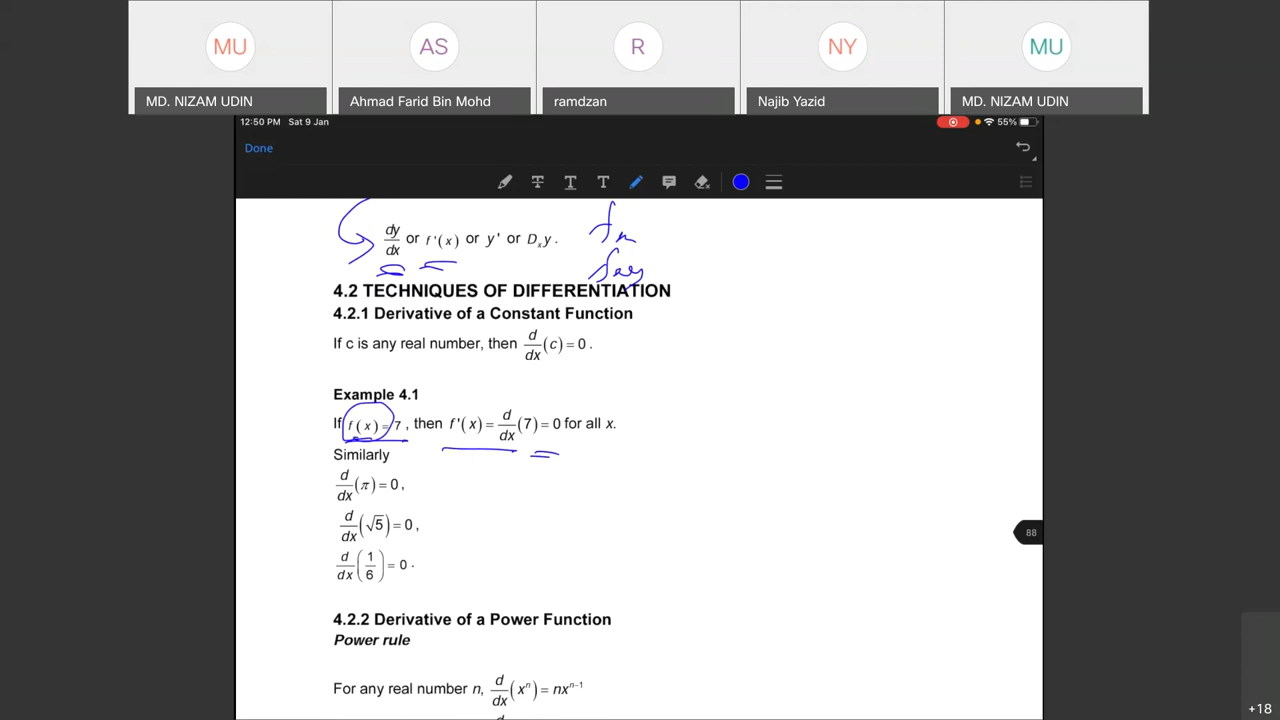 MU AS R NY MU
MD. NIZAM UDIN Ahmad Farid Bin Mohd ramdzan Najib Yazid MD. NIZAM UDIN
12:50 PM Sat 9 Jan 55%
Done
T T T
dy/dx or f'(x) or y' or Dₓy.
4.2 TECHNIQUES OF DIFFERENTIATION
4.2.1 Derivative of a Constant Function
If c is any real number, then d/dx (c) = 0 .
Example 4.1
If f(x) = 7 , then f'(x) = d/dx (7) = 0 for all x.
Similarly
d/dx (π) = 0 ,
d/dx (√5) = 0 ,
d/dx (1/6) = 0 .
88
4.2.2 Derivative of a Power Function
Power rule
For any real number n, d/dx (xⁿ) = nxⁿ⁻¹
d
+18